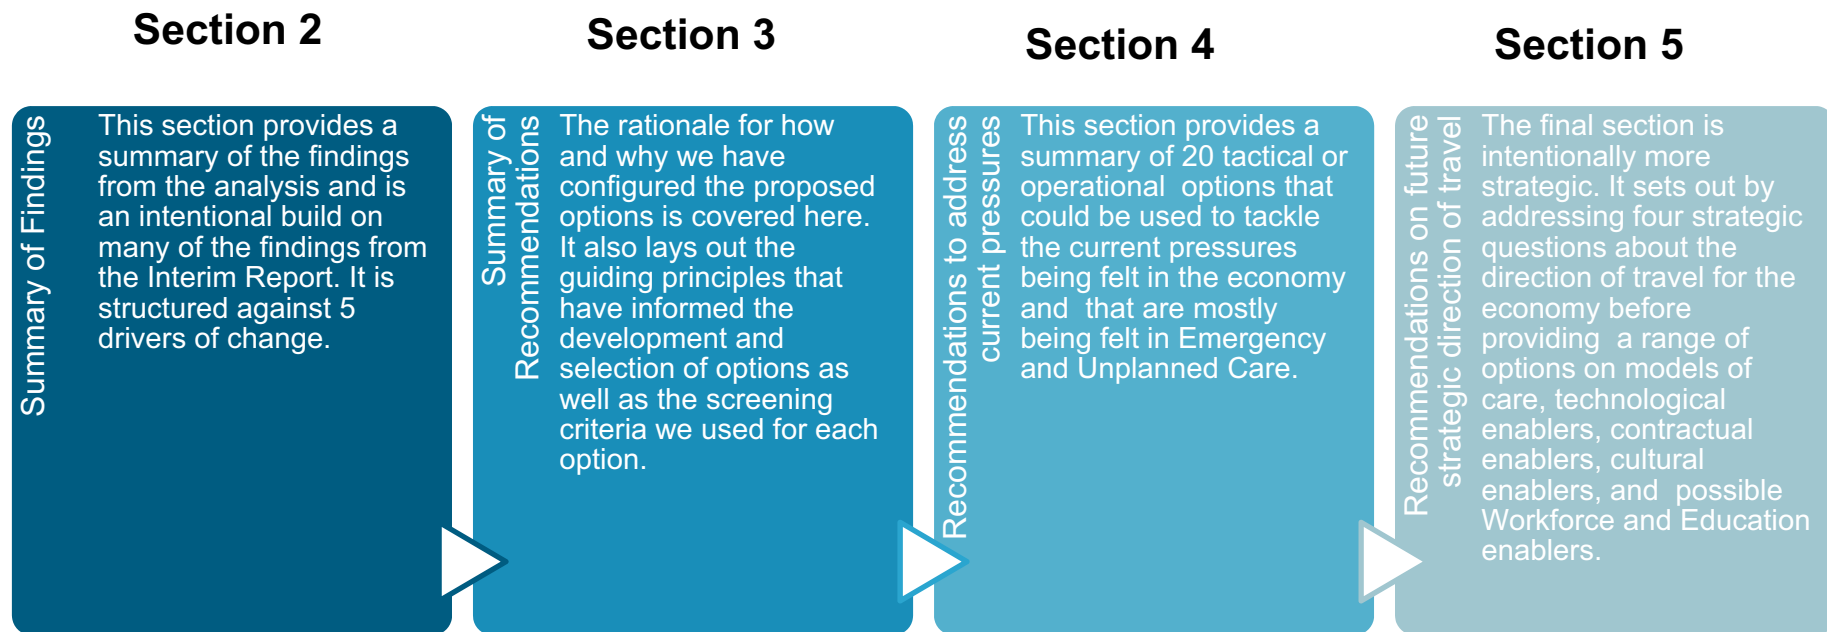 Section 2
Summary of Findings
This section provides a
summary of the findings
from the analysis and is
an intentional build on
many of the findings from
the Interim Report. It is
structured against 5
drivers of change.
Section 3
Summary of
Recommendations
The rationale for how
and why we have
configured the proposed
options is covered here.
It also lays out the
guiding principles that
have informed the
development and
selection of options as
well as the screening
criteria we used for each
option.
Section 4
Recommendations to address
current pressures
This section provides a
summary of 20 tactical or
operational  options that
could be used to tackle
the current pressures
being felt in the economy
and  that are mostly
being felt in Emergency
and Unplanned Care.
Section 5
Recommendations on future
strategic direction of travel
The final section is
intentionally more
strategic. It sets out by
addressing four strategic
questions about the
direction of travel for the
economy before
providing  a range of
options on models of
care, technological
enablers, contractual
enablers, cultural
enablers, and  possible
Workforce and Education
enablers.